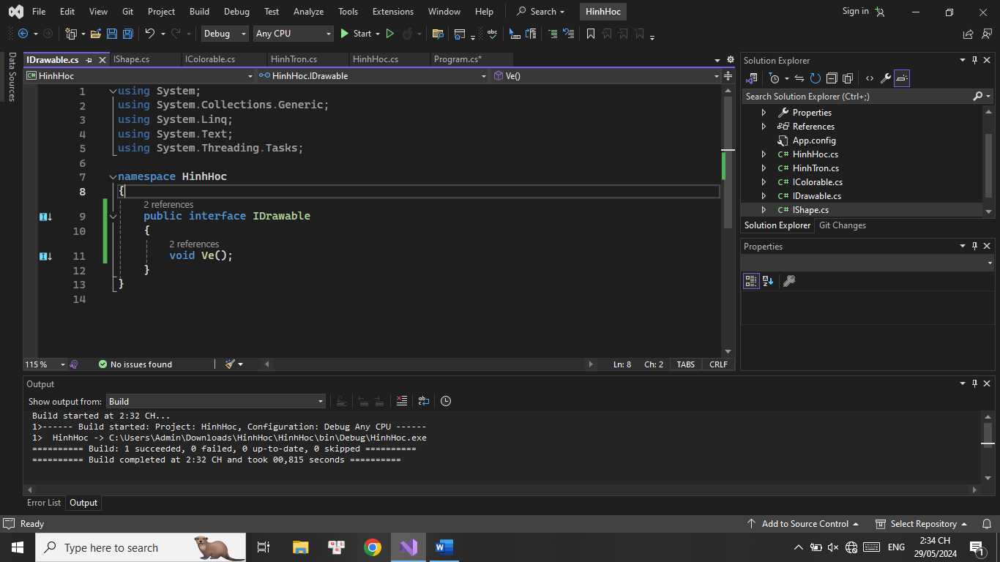 File Edit View Git Project Build Debug Test Analyze Tools Extensions Window Help Search HinhHoc Sign in
Debug Any CPU Start
Data Sources
IDrawable.cs IShape.cs IColorable.cs HinhTron.cs HinhHoc.cs Program.cs*
HinhHoc HinhHoc.IDrawable Ve()
1 using System;
2 using System.Collections.Generic;
3 using System.Linq;
4 using System.Text;
5 using System.Threading.Tasks;
6
7 namespace HinhHoc
8 {
2 references
9 public interface IDrawable
10 {
2 references
11 void Ve();
12 }
13 }
14
115 % No issues found Ln: 8 Ch: 2 TABS CRLF
Solution Explorer
Search Solution Explorer (Ctrl+;)
Properties
References
App.config
C# HinhHoc.cs
C# HinhTron.cs
C# IColorable.cs
C# IDrawable.cs
C# IShape.cs
Solution Explorer Git Changes
Properties
Output
Show output from: Build
Build started at 2:32 CH...
1>------ Build started: Project: HinhHoc, Configuration: Debug Any CPU ------
1>  HinhHoc -> C:\Users\Admin\Downloads\HinhHoc\HinhHoc\bin\Debug\HinhHoc.exe
========== Build: 1 succeeded, 0 failed, 0 up-to-date, 0 skipped ==========
========== Build completed at 2:32 CH and took 00,815 seconds ==========
Error List Output
Ready Add to Source Control Select Repository
Type here to search ENG 2:34 CH
29/05/2024 1